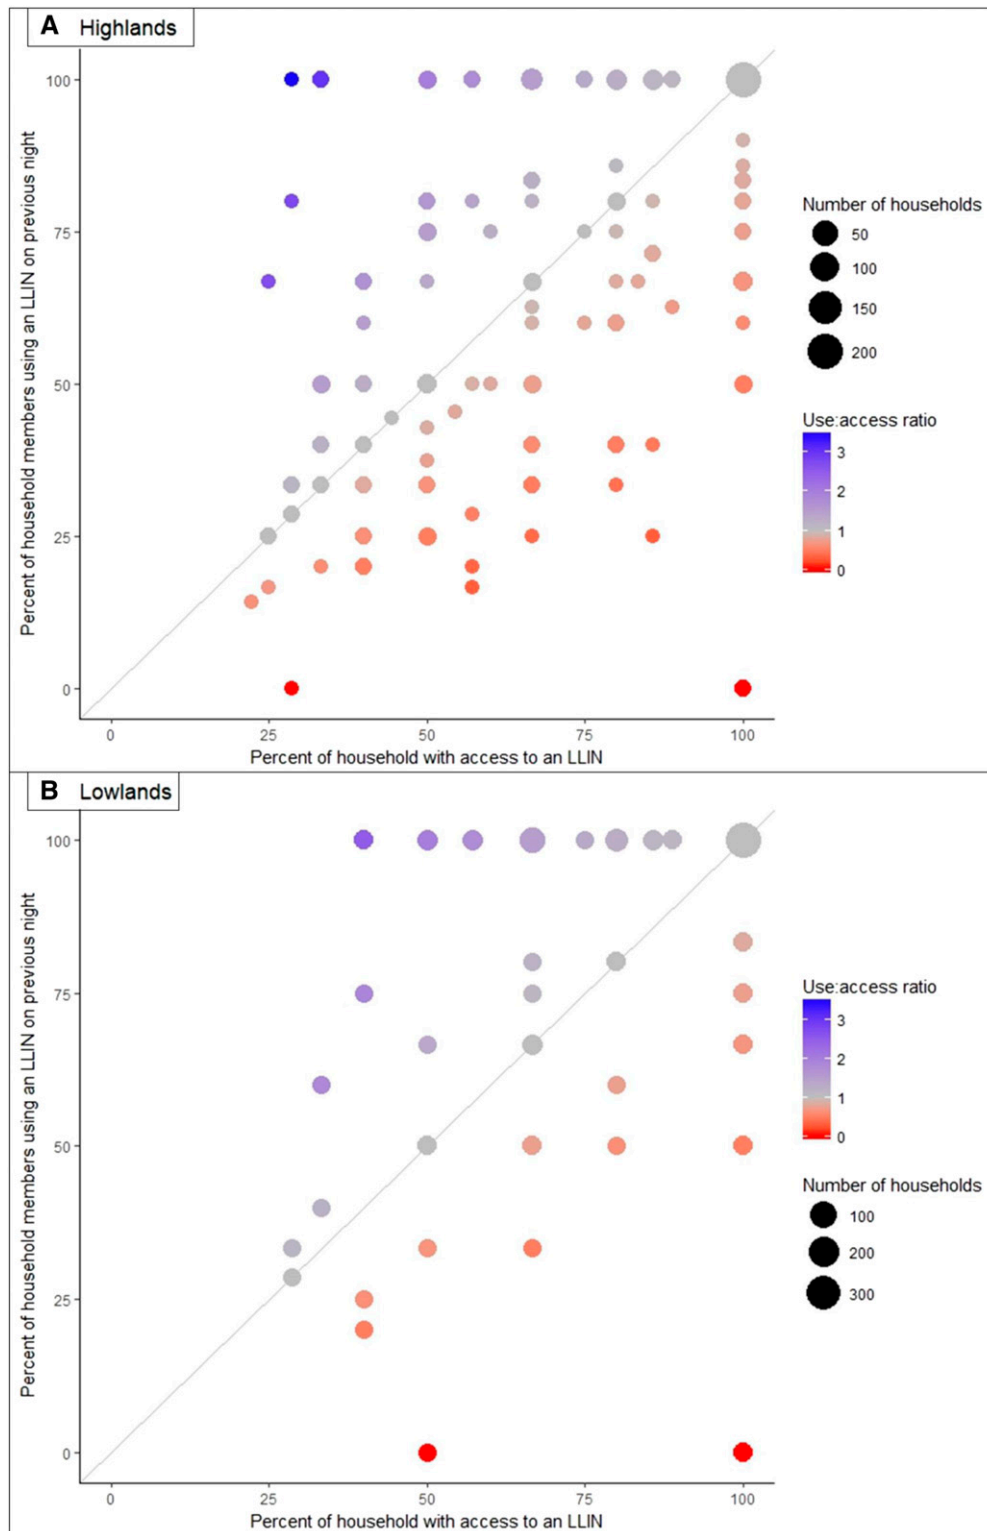 A Highlands
Percent of household members using an LLIN on previous night
100
75
50
25
0
0 25 50 75 100
Percent of household with access to an LLIN
Number of households
50
100
150
200
Use:access ratio
3
2
1
0
B Lowlands
Percent of household members using an LLIN on previous night
100
75
50
25
0
0 25 50 75 100
Percent of household with access to an LLIN
Use:access ratio
3
2
1
0
Number of households
100
200
300